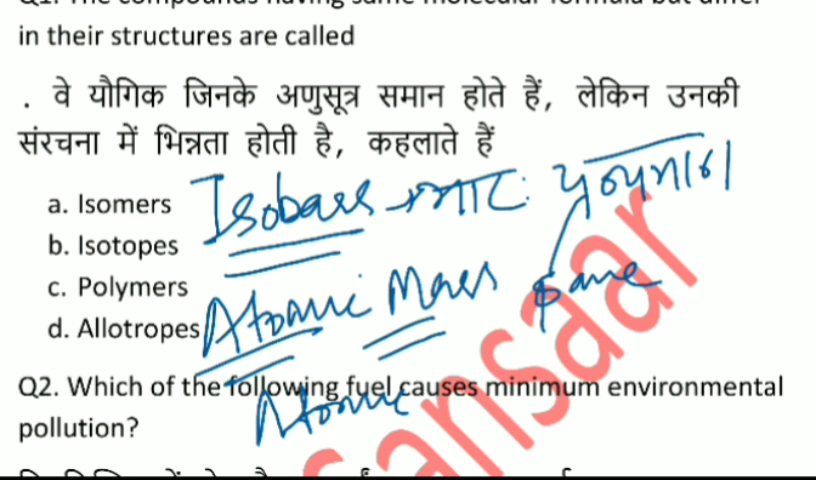 in their structures are called
. वे यौगिक जिनके अणुसूत्र समान होते हैं, लेकिन उनकी
संरचना में भिन्नता होती है, कहलाते हैं
a. Isomers
Isobars
b. Isotopes
c. Polymers
Atomic Mass same
d. Allotropes
Q2. Which of the following fuel causes minimum environmental
Atomic
pollution?